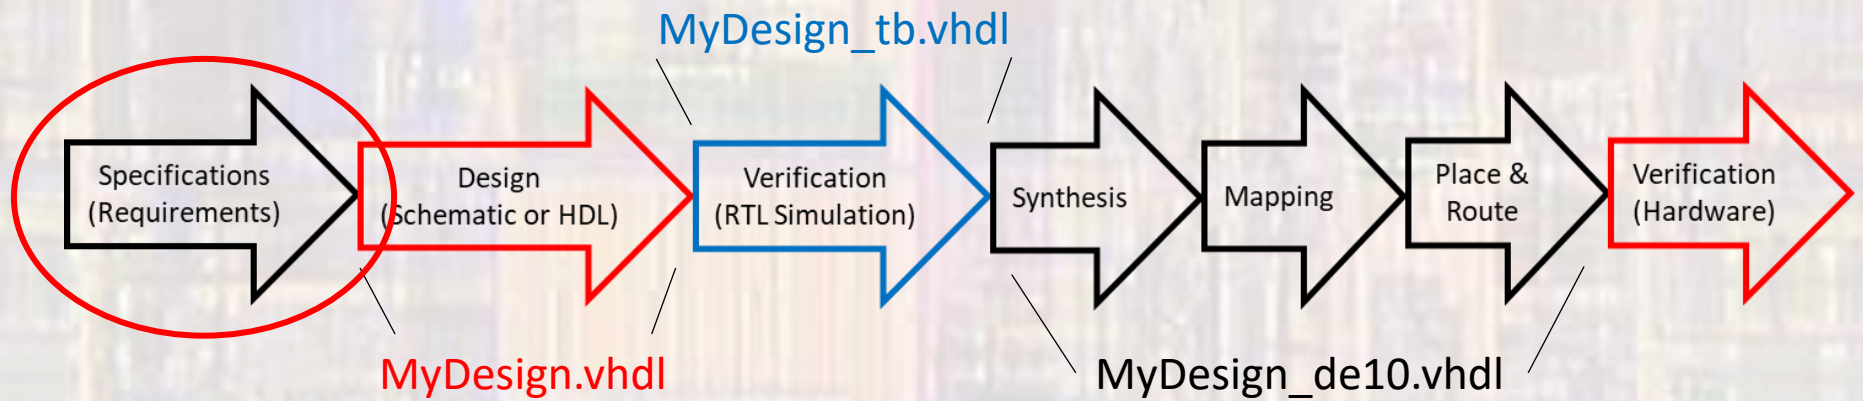 MyDesign_tb.vhdl
Specifications
(Requirements)
Design
(Schematic or HDL)
Verification
(RTL Simulation)
Synthesis
Mapping
Place &
Route
Verification
(Hardware)
MyDesign.vhdl
MyDesign_de10.vhdl